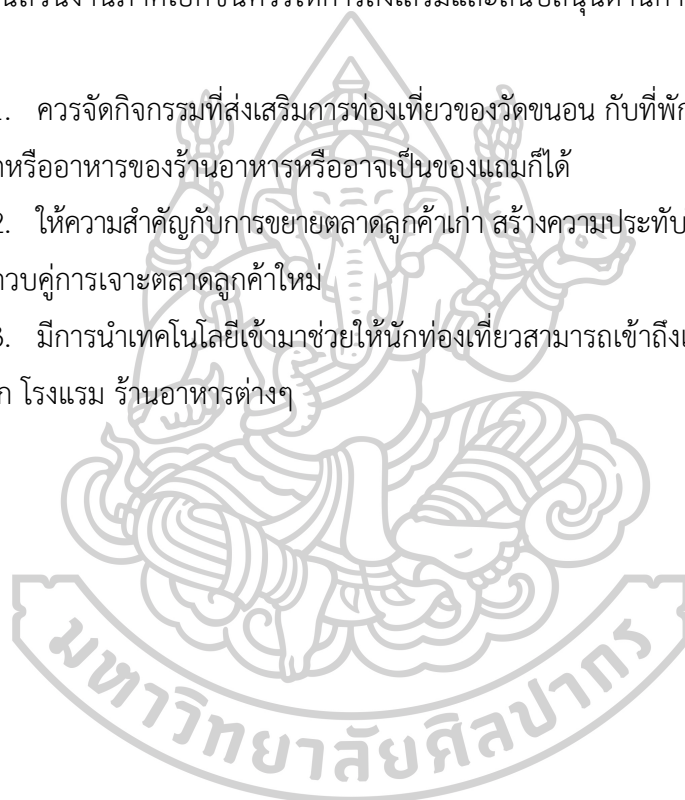 1. ควรจัดกิจกรรมที่ส่งเสริมการท่องเที่ยวของวัดขนอน กับที่พัก
หรืออาหารของร้านอาหารหรืออาจเป็นของแถมก็ได้
2. ให้ความสำคัญกับการขยายตลาดลูกค้าเก่า สร้างความประทับ
ควบคู่การเจาะตลาดลูกค้าใหม่
3. มีการนำเทคโนโลยีเข้ามาช่วยให้นักท่องเที่ยวสามารถเข้าถึง
โรงแรม ร้านอาหารต่างๆ
มหาวิทยาลัยศิลปากร